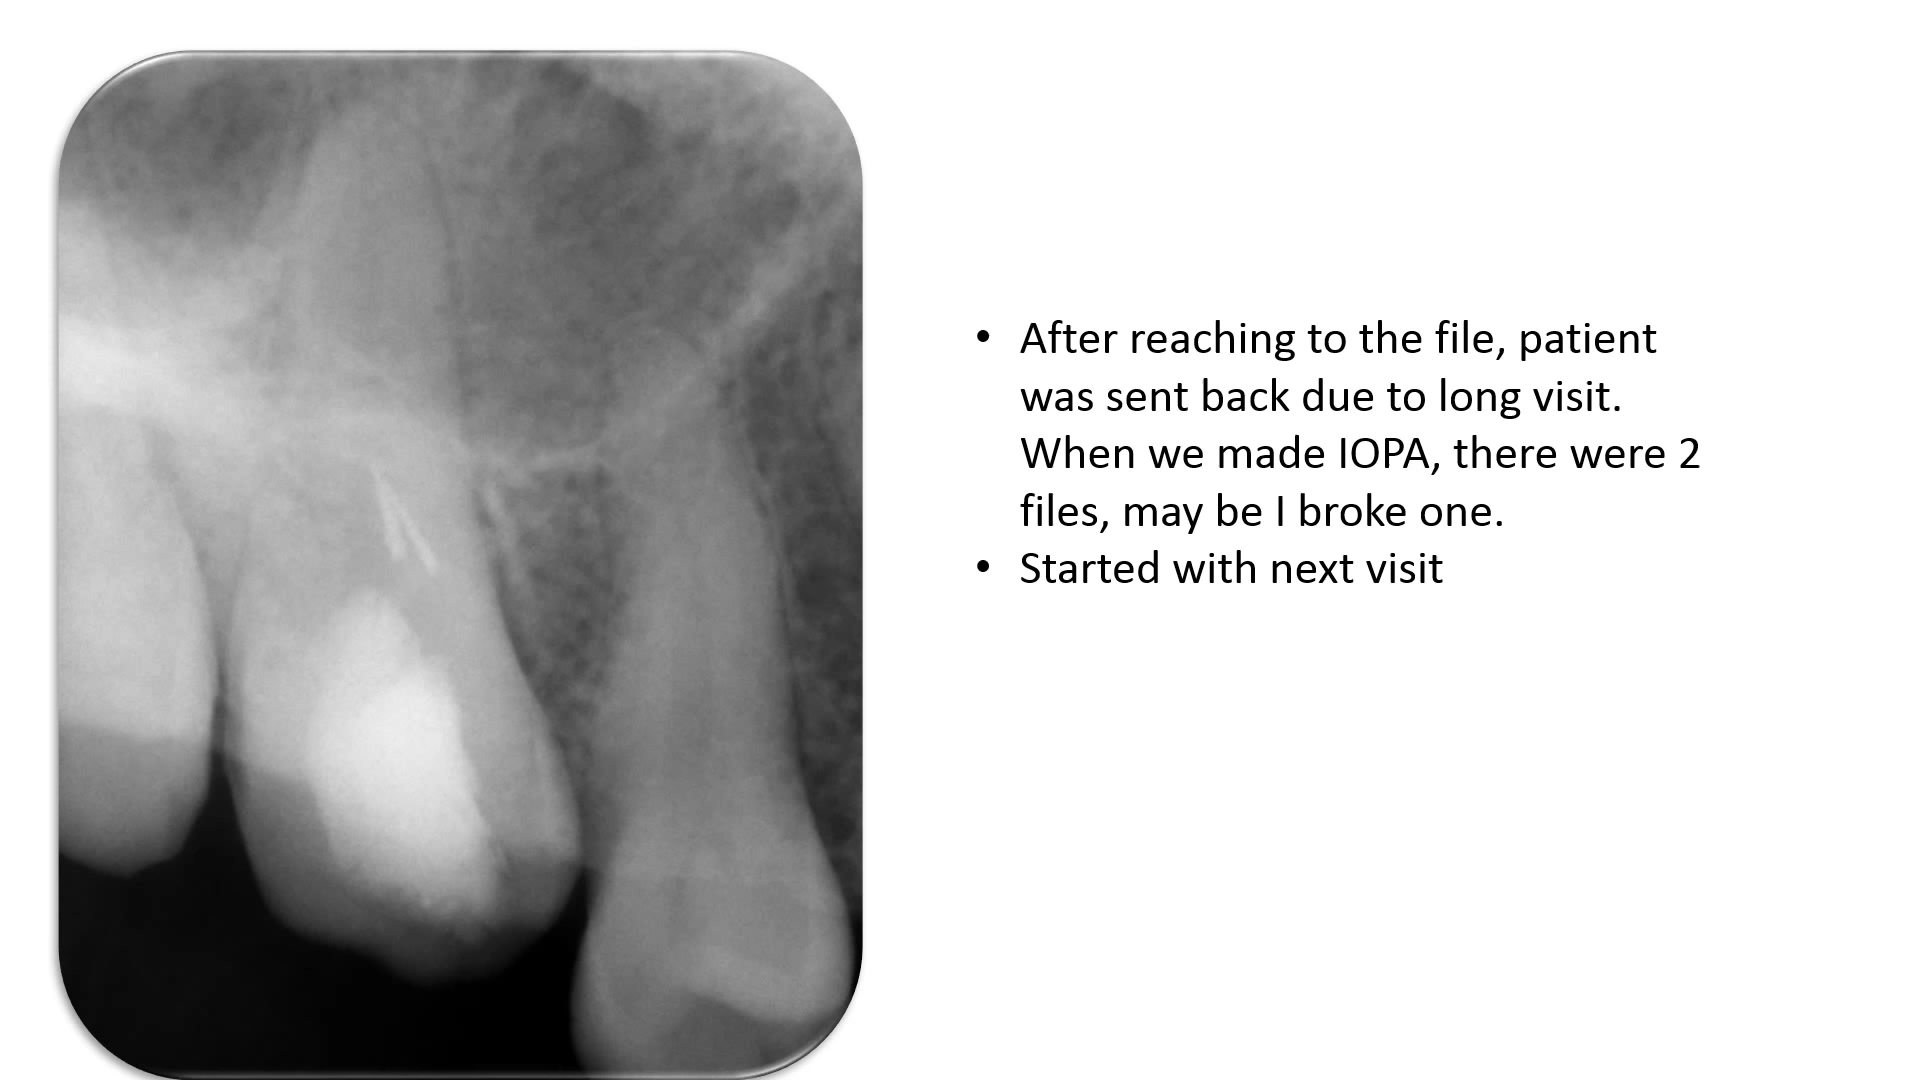 • After reaching to the file, patient
was sent back due to long visit.
When we made IOPA, there were 2
files, may be I broke one.
• Started with next visit